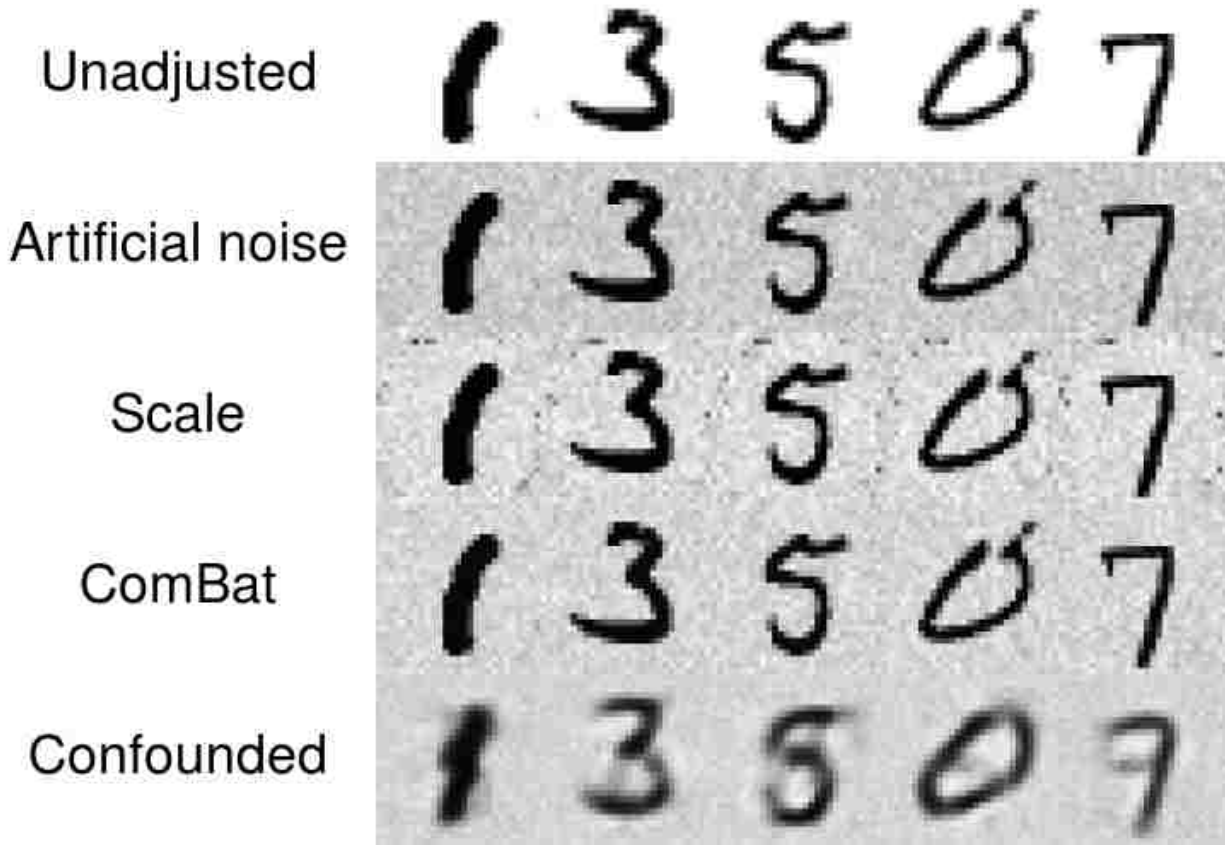 Unadjusted 1 3 5 0 7
Artificial noise 1 3 5 0 7
Scale 1 3 5 0 7
ComBat 1 3 5 0 7
Confounded 1 3 5 0 7